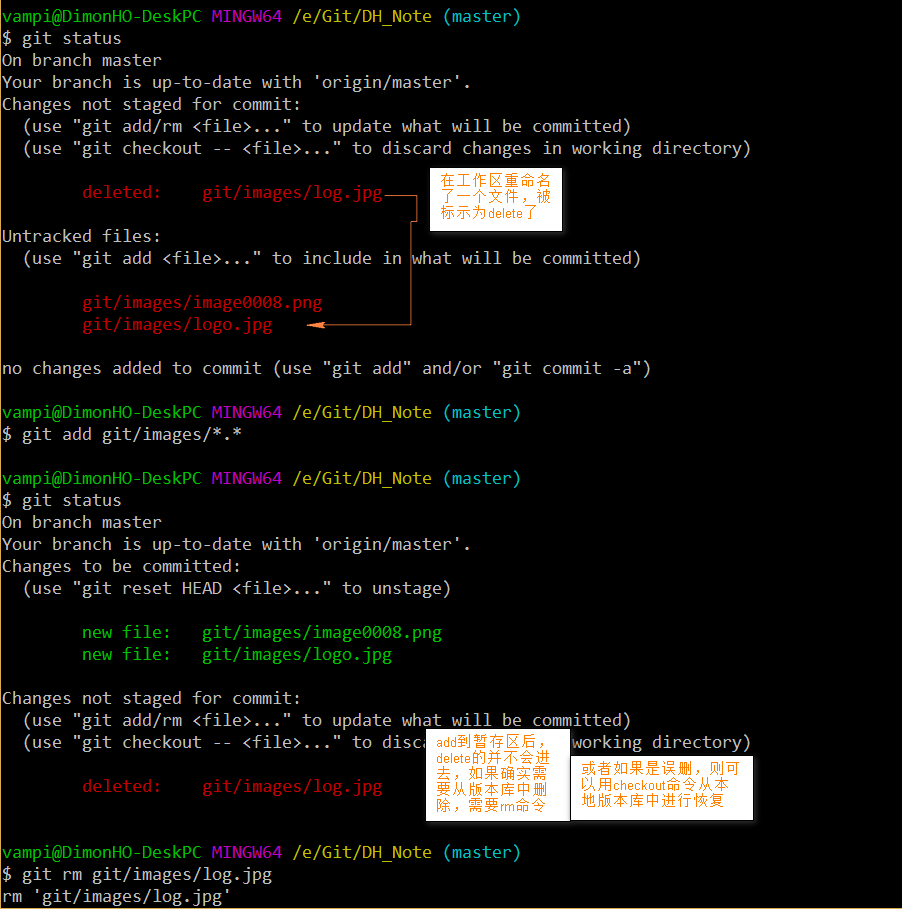 vampi@DimonHO-DeskPC MINGW64 /e/Git/DH_Note (master)
$ git status
On branch master
Your branch is up-to-date with 'origin/master'.
Changes not staged for commit:
  (use "git add/rm <file>..." to update what will be committed)
  (use "git checkout -- <file>..." to discard changes in working directory)
        deleted:    git/images/log.jpg
在工作区重命名
了一个文件，被
标示为delete了
Untracked files:
  (use "git add <file>..." to include in what will be committed)
        git/images/image0008.png
        git/images/logo.jpg
no changes added to commit (use "git add" and/or "git commit -a")
vampi@DimonHO-DeskPC MINGW64 /e/Git/DH_Note (master)
$ git add git/images/*.*
vampi@DimonHO-DeskPC MINGW64 /e/Git/DH_Note (master)
$ git status
On branch master
Your branch is up-to-date with 'origin/master'.
Changes to be committed:
  (use "git reset HEAD <file>..." to unstage)
        new file:   git/images/image0008.png
        new file:   git/images/logo.jpg
Changes not staged for commit:
  (use "git add/rm <file>..." to update what will be committed)
  (use "git checkout -- <file>..." to disca working directory)
        deleted:    git/images/log.jpg
add到暂存区后，
delete的并不会进
去，如果确实需
要从版本库中删
除，需要rm命令
或者如果是误删，则可
以用checkout命令从本
地版本库中进行恢复
vampi@DimonHO-DeskPC MINGW64 /e/Git/DH_Note (master)
$ git rm git/images/log.jpg
rm 'git/images/log.jpg'